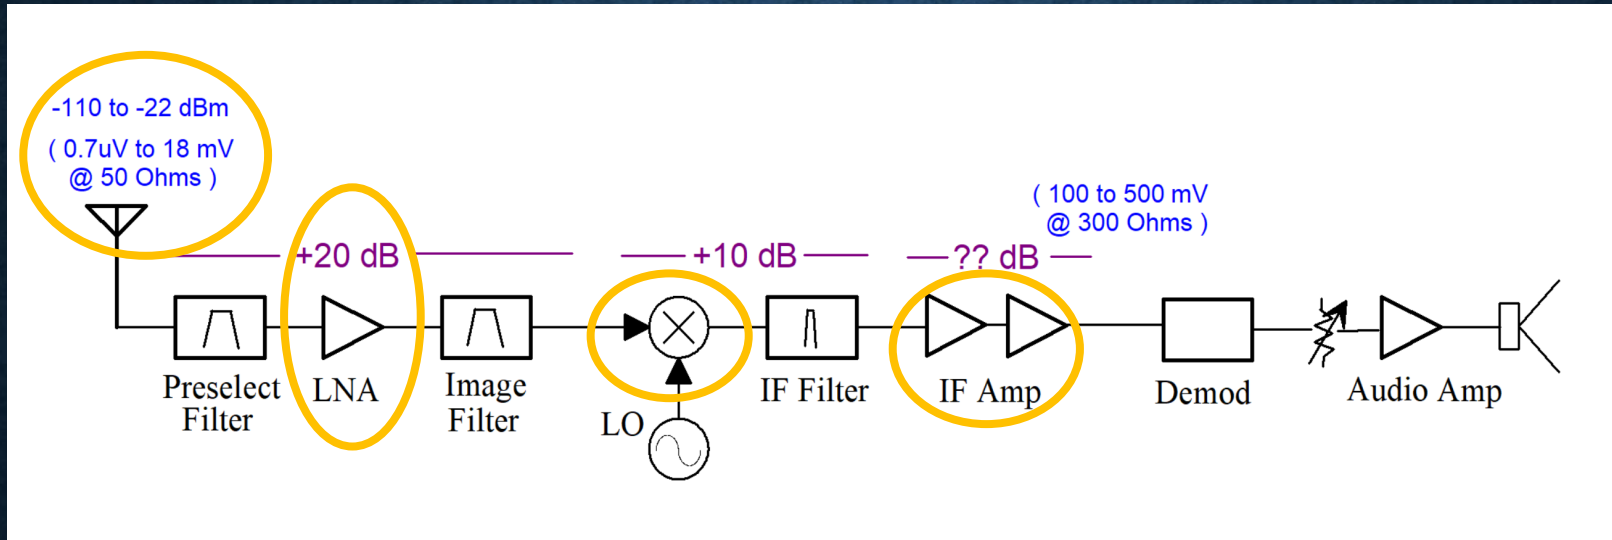 -110 to -22 dBm
( 0.7uV to 18 mV
@ 50 Ohms )
( 100 to 500 mV
@ 300 Ohms )
+20 dB
+10 dB
?? dB
Preselect
Filter
LNA
Image
Filter
LO
IF Filter
IF Amp
Demod
Audio Amp